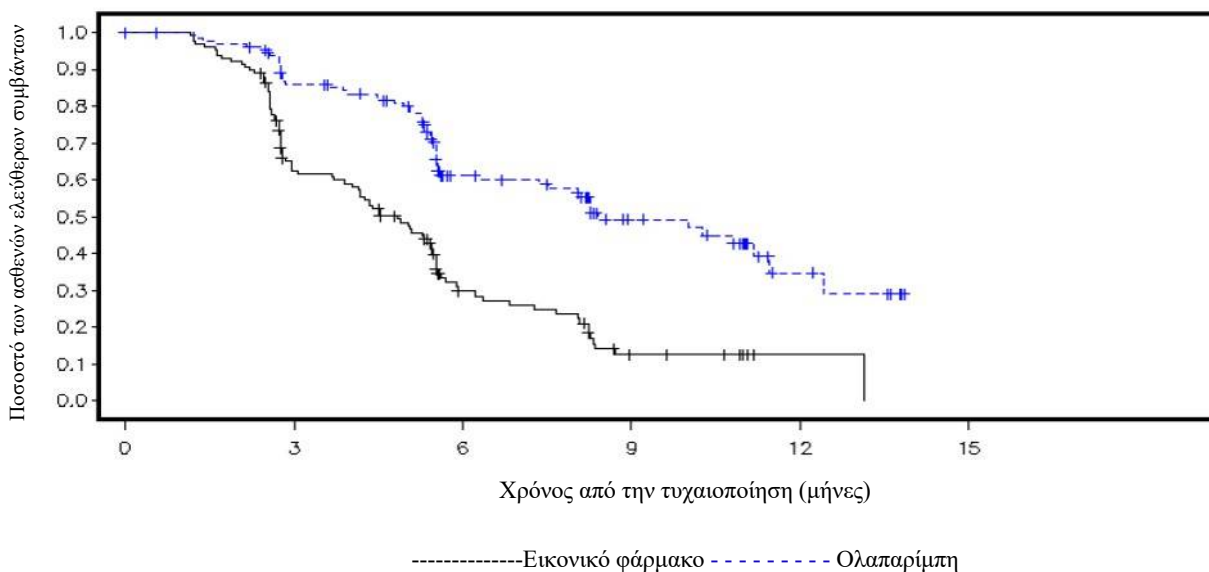 Ποσοστό των ασθενών ελεύθερων συμβάντων
1.0
0.9
0.8
0.7
0.6
0.5
0.4
0.3
0.2
0.1
0.0
0 3 6 9 12 15
Χρόνος από την τυχαιοποίηση (μήνες)
-----------Εικονικό φάρμακο - - - - - - - Ολαπαρίμπη